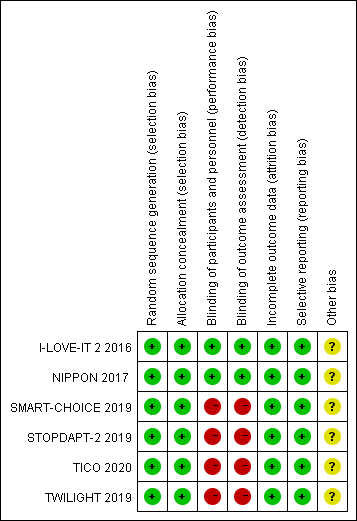 Random sequence generation (selection bias)
Allocation concealment (selection bias)
Blinding of participants and personnel (performance bias)
Blinding of outcome assessment (detection bias)
Incomplete outcome data (attrition bias)
Selective reporting (reporting bias)
Other bias
I-LOVE-IT 2 2016 + + + + + + ?
NIPPON 2017 + + + + + + ?
SMART-CHOICE 2019 + + - - + + ?
STOPDAPT-2 2019 + + - - + + ?
TICO 2020 + + - - + + ?
TWILIGHT 2019 + + - - + + ?